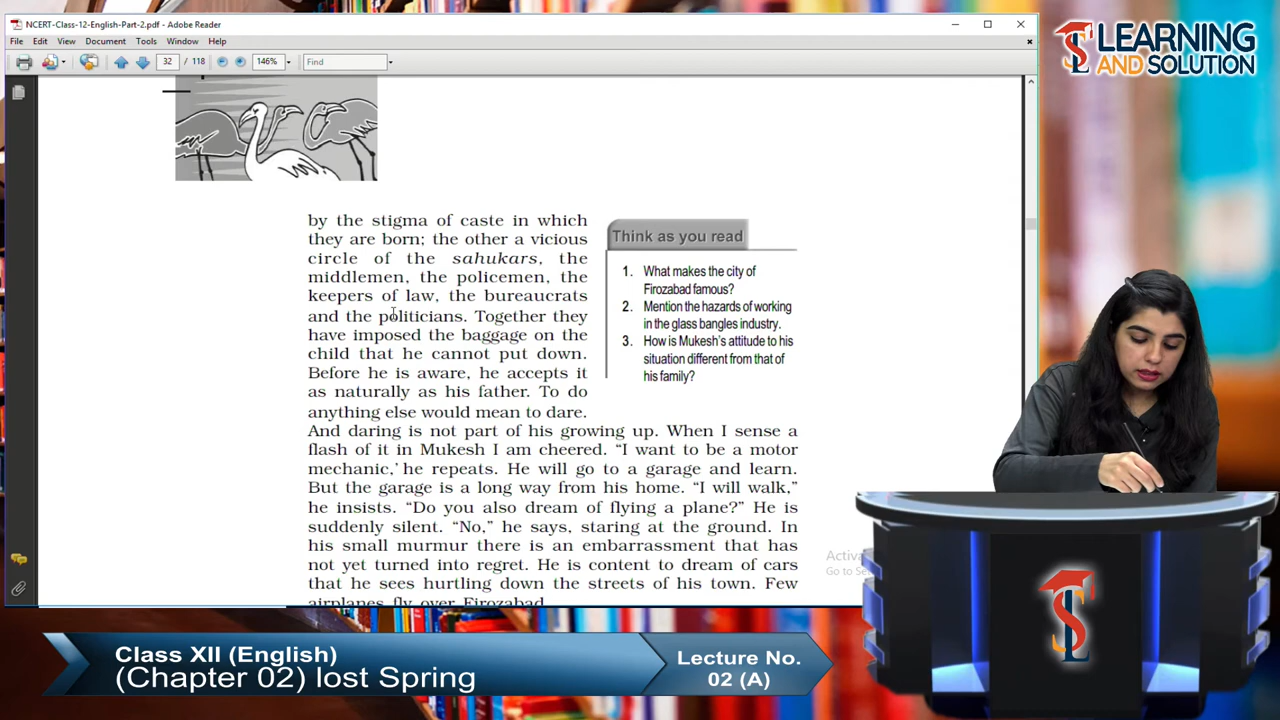 NCERT-Class-12-English-Part-2.pdf - Adobe Reader
File Edit View Document Tools Window Help
32 / 118 146% Find
LEARNING
AND SOLUTION
by the stigma of caste in which
they are born; the other a vicious
circle of the sahukars, the
middlemen, the policemen, the
keepers of law, the bureaucrats
and the politicians. Together they
have imposed the baggage on the
child that he cannot put down.
Before he is aware, he accepts it
as naturally as his father. To do
anything else would mean to dare.
And daring is not part of his growing up. When I sense a
flash of it in Mukesh I am cheered. “I want to be a motor
mechanic,’ he repeats. He will go to a garage and learn.
But the garage is a long way from his home. “I will walk,”
he insists. “Do you also dream of flying a plane?” He is
suddenly silent. “No,” he says, staring at the ground. In
his small murmur there is an embarrassment that has
not yet turned into regret. He is content to dream of cars
that he sees hurtling down the streets of his town. Few
airplanes fly over Firozabad.
Think as you read
1. What makes the city of
Firozabad famous?
2. Mention the hazards of working
in the glass bangles industry.
3. How is Mukesh’s attitude to his
situation different from that of
his family?
Activa
Go to Se
Class XII (English)
(Chapter 02) lost Spring
Lecture No.
02 (A)